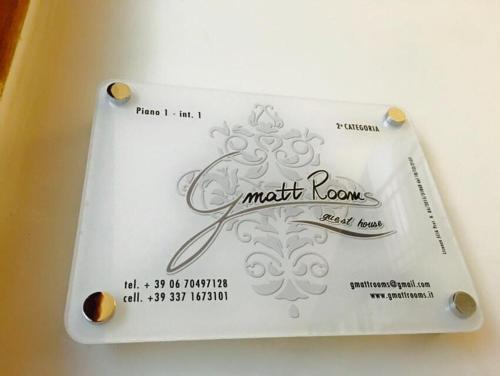 Piano 1 - int. 1
2ª CATEGORIA
Gmatt Rooms
guest house
tel. + 39 06 70497128
cell. +39 337 1673101
gmattrooms@gmail.com
www.gmattrooms.it